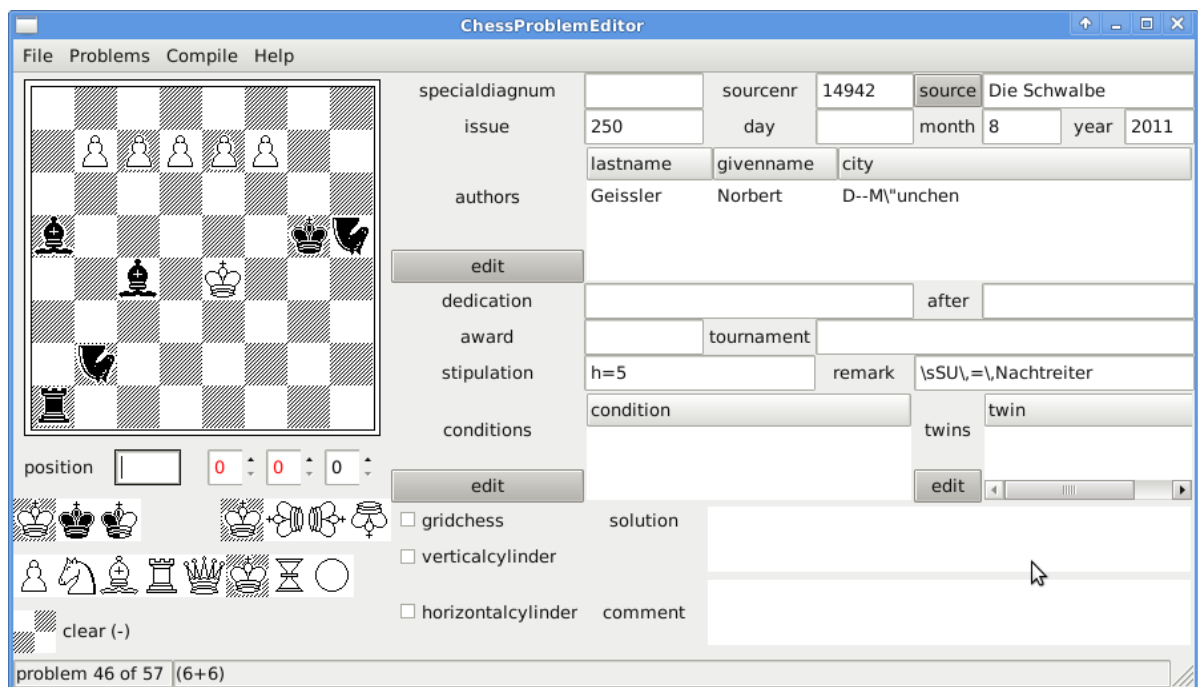 ChessProblemEditor
File Problems Compile Help
specialdiagnum sourcenr 14942 source Die Schwalbe
issue 250 day month 8 year 2011
lastname givenname city
authors Geissler Norbert D--M\"unchen
edit
dedication after
award tournament
stipulation h=5 remark \sSU\,=\,Nachtreiter
condition twin
conditions twins
position 0 0 0
edit edit
gridchess solution
verticalcylinder
horizontalcylinder comment
clear (-)
problem 46 of 57 (6+6)